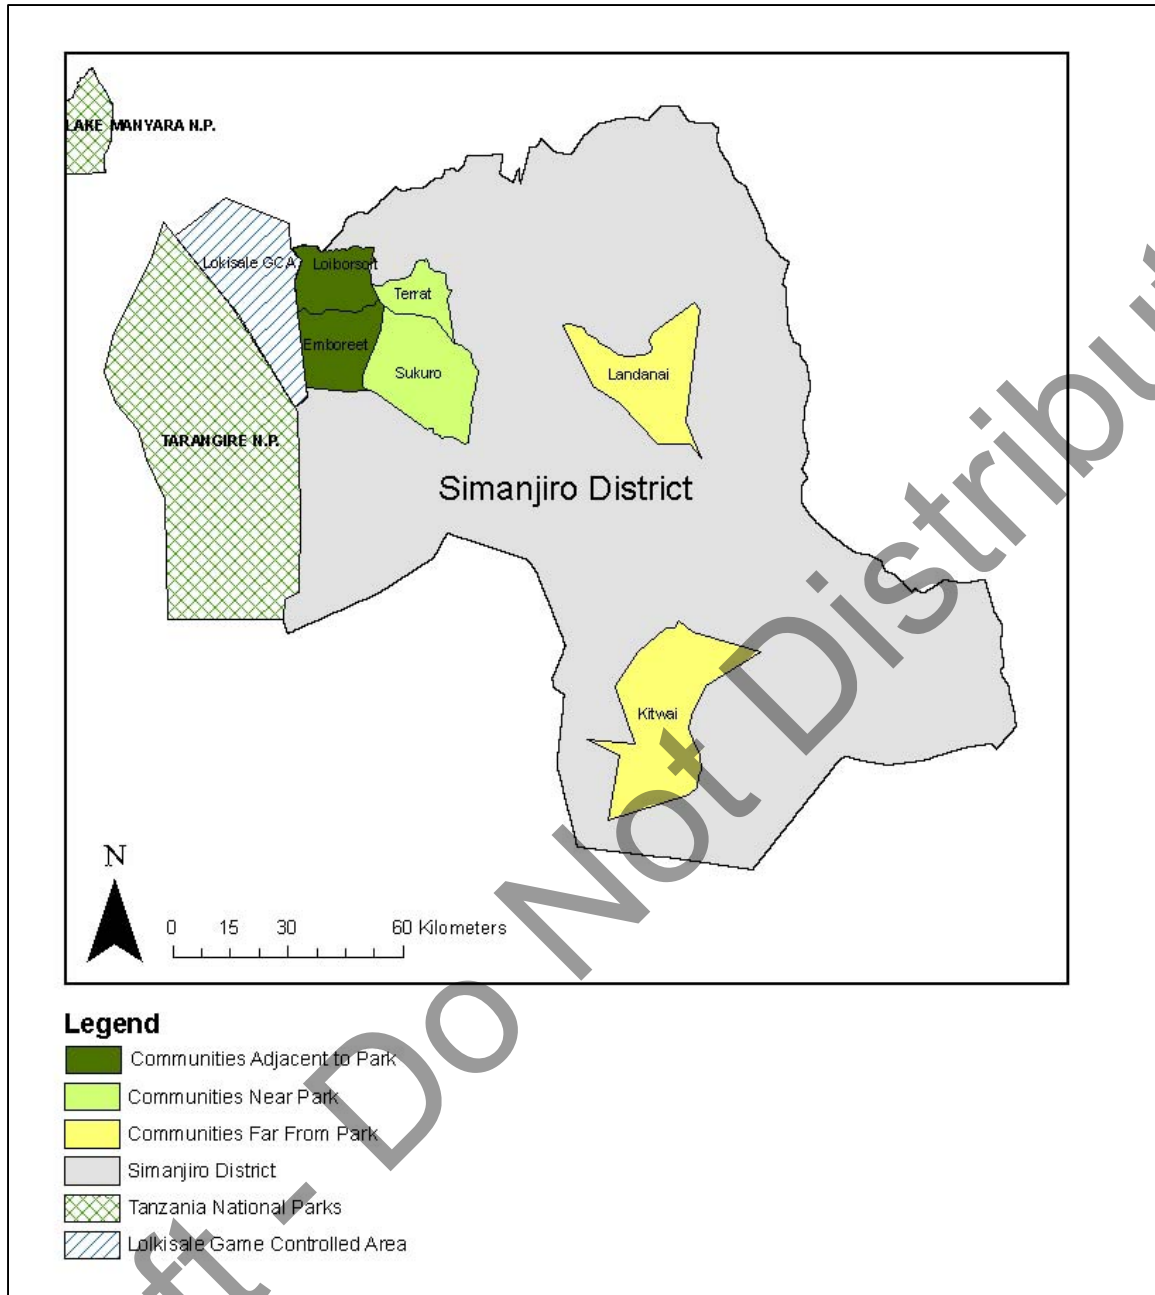 LAKE MANYARA N.P.
Lokisale GCA
Loiborsoit
Terrat
Emboreet
Sukuro
Landanai
TARANGIRE N.P.
Simanjiro District
Kitwai
N
0 15 30 60 Kilometers
Legend
Communities Adjacent to Park
Communities Near Park
Communities Far From Park
Simanjiro District
Tanzania National Parks
Lolkisale Game Controlled Area
- Do Not Distribut